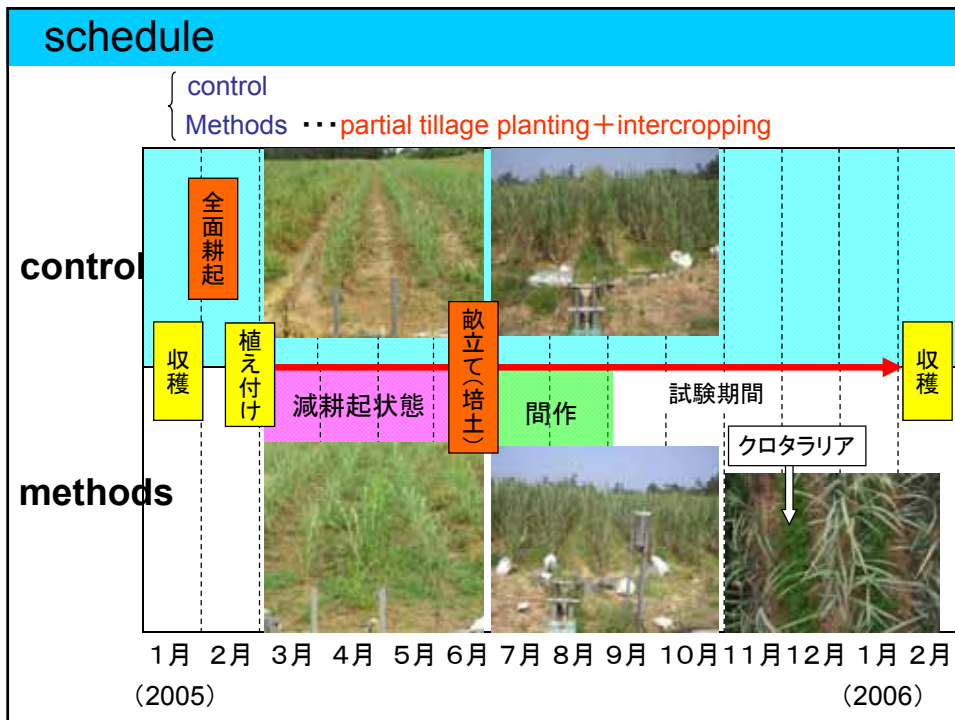 schedule
control
Methods ・・・partial tillage planting＋intercropping
control
全面耕起
収穫
植え付け
畝立て(培土)
収穫
減耕起状態
間作
試験期間
クロタラリア
methods
1月 2月 3月 4月 5月 6月 7月 8月 9月 10月 11月 12月 1月 2月
（2005） （2006）